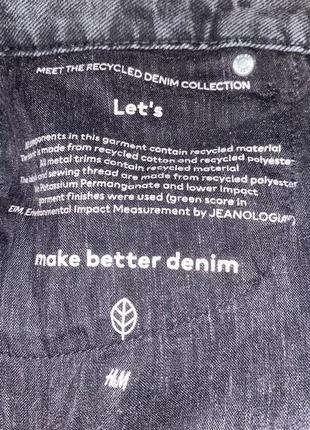 MEET THE RECYCLED DENIM COLLECTION
Let's
components in this garment contain recycled material
The is made from recycled cotton and recycled polyester
All metal trims contain recycled material
The and sewing thread are made from recycled polyester
Potassium Permanganate and lower Impact
garment finishes were used (green score in
EIM, Environmental Impact Measurement by JEANOLOGIA
make better denim
H&M